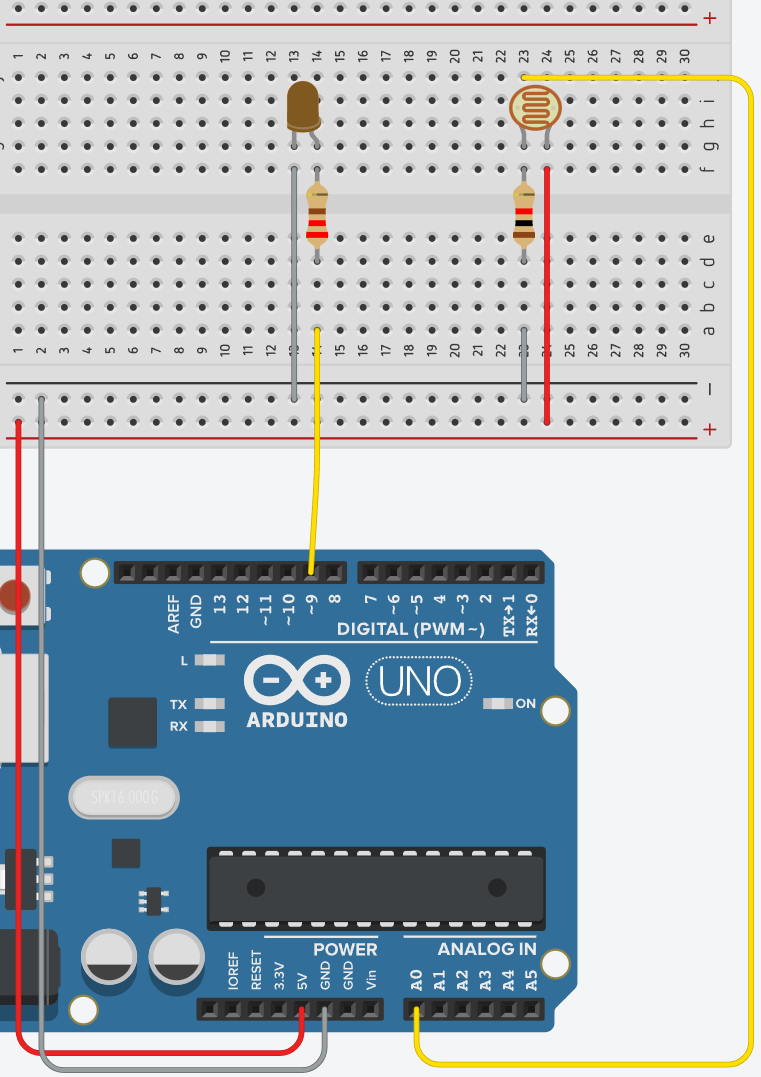 +
1 2 3 4 5 6 7 8 9 10 11 12 13 14 15 16 17 18 19 20 21 22 23 24 25 26 27 28 29 30
i
h
g
f
e
d
c
b
a
1 2 3 4 5 6 7 8 9 10 11 12 15 16 17 18 19 20 21 22 25 26 27 28 29 30
−
+
AREF GND 13 12 ~11 ~10 ~9 8 7 ~6 ~5 4 ~3 2 TX→1 RX←0
DIGITAL (PWM~)
L
TX
RX
− +
ARDUINO
UNO
ON
SPK16.000G
POWER
ANALOG IN
IOREF RESET 3.3V 5V GND GND Vin A0 A1 A2 A3 A4 A5